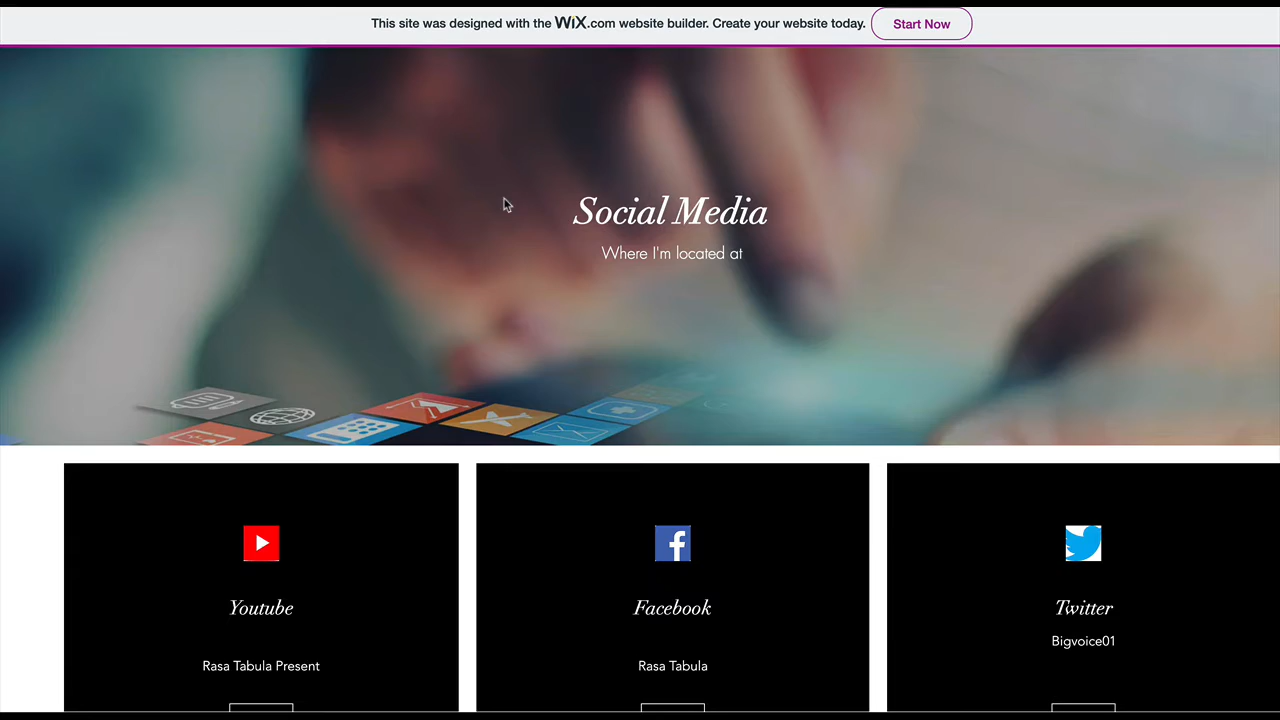 This site was designed with the WiX.com website builder. Create your website today. Start Now
Social Media
Where I'm located at
Youtube
Rasa Tabula Present
Facebook
Rasa Tabula
Twitter
Bigvoice01